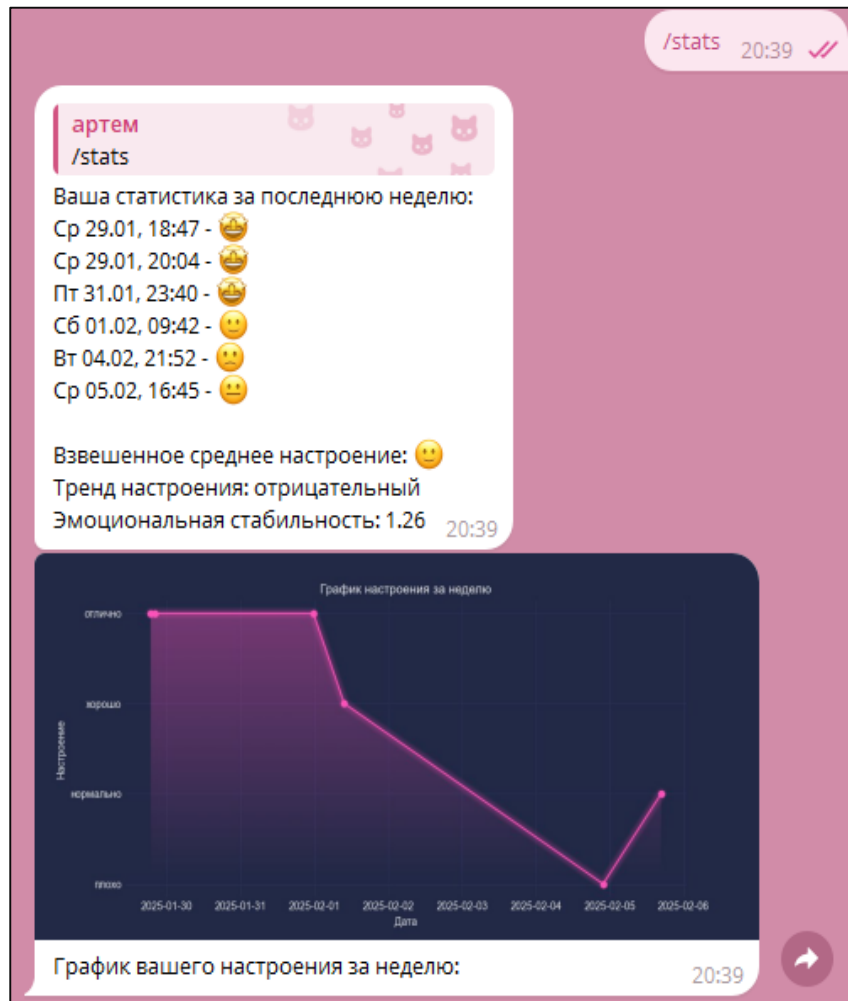 /stats 20:39
артем
/stats
Ваша статистика за последнюю неделю:
Ср 29.01, 18:47 - 🤩
Ср 29.01, 20:04 - 🤩
Пт 31.01, 23:40 - 🤩
Сб 01.02, 09:42 - 🙂
Вт 04.02, 21:52 - 🙁
Ср 05.02, 16:45 - 😐
Взвешенное среднее настроение: 🙂
Тренд настроения: отрицательный
Эмоциональная стабильность: 1.26 20:39
График настроения за неделю
отлично
хорошо
нормально
плохо
Настроение
2025-01-30 2025-01-31 2025-02-01 2025-02-02 2025-02-03 2025-02-04 2025-02-05 2025-02-06
Дата
График вашего настроения за неделю: 20:39